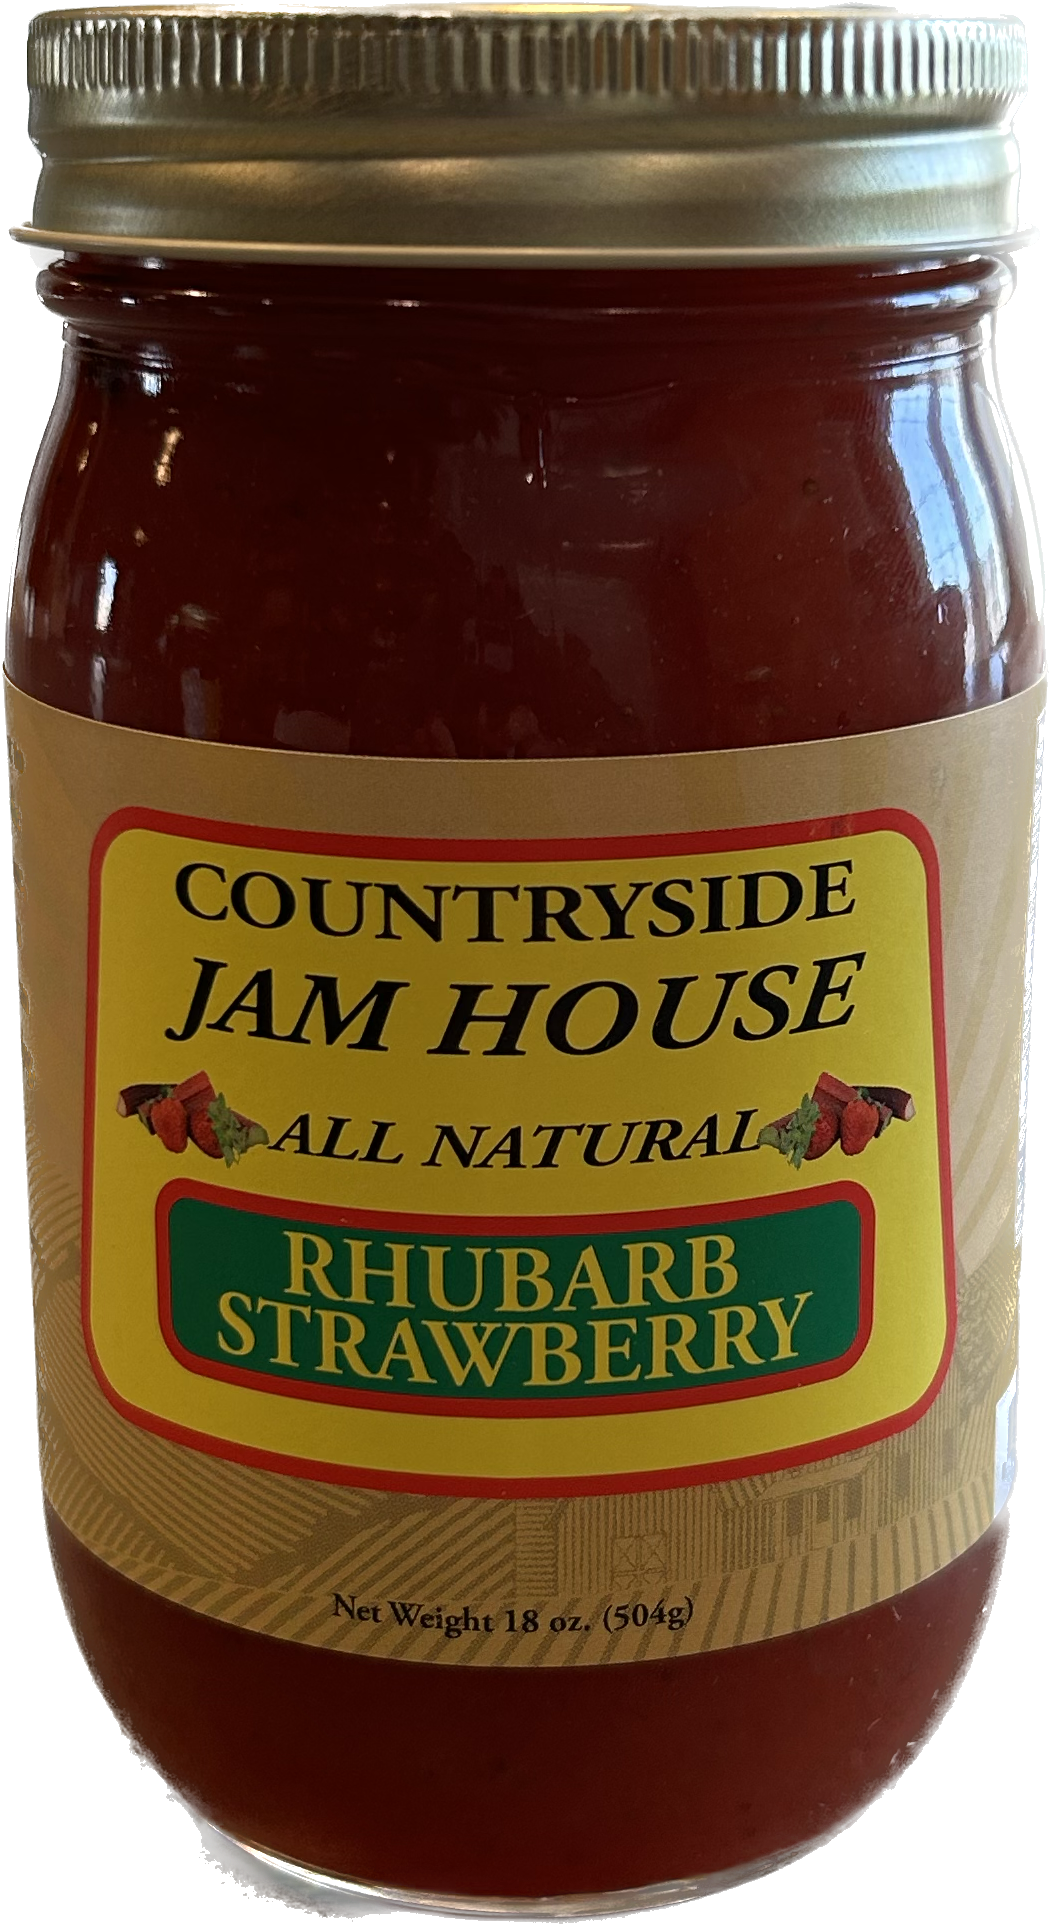 COUNTRYSIDE
JAM HOUSE
ALL NATURAL
RHUBARB
STRAWBERRY
Net Weight 18 oz. (504g)